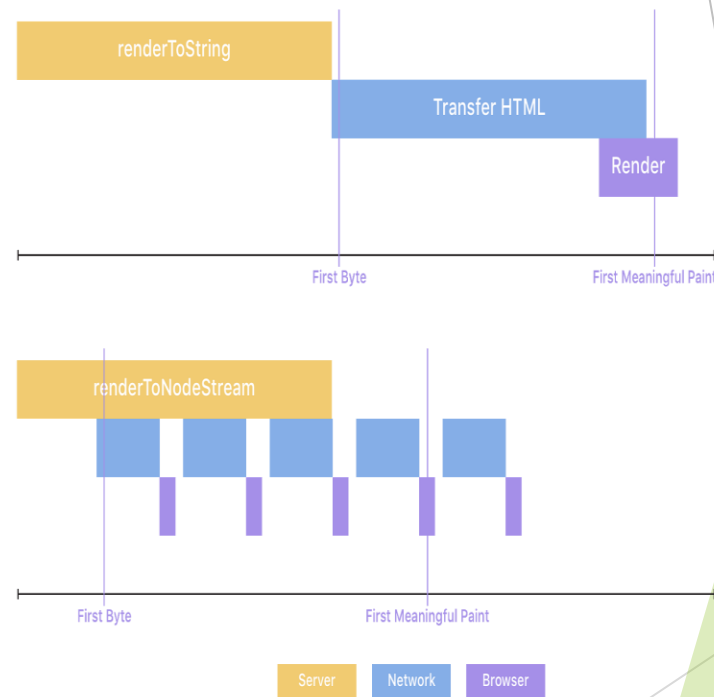 renderToString
Transfer HTML
Render
First Byte
First Meaningful Paint
renderToNodeStream
First Byte
First Meaningful Paint
Server
Network
Browser